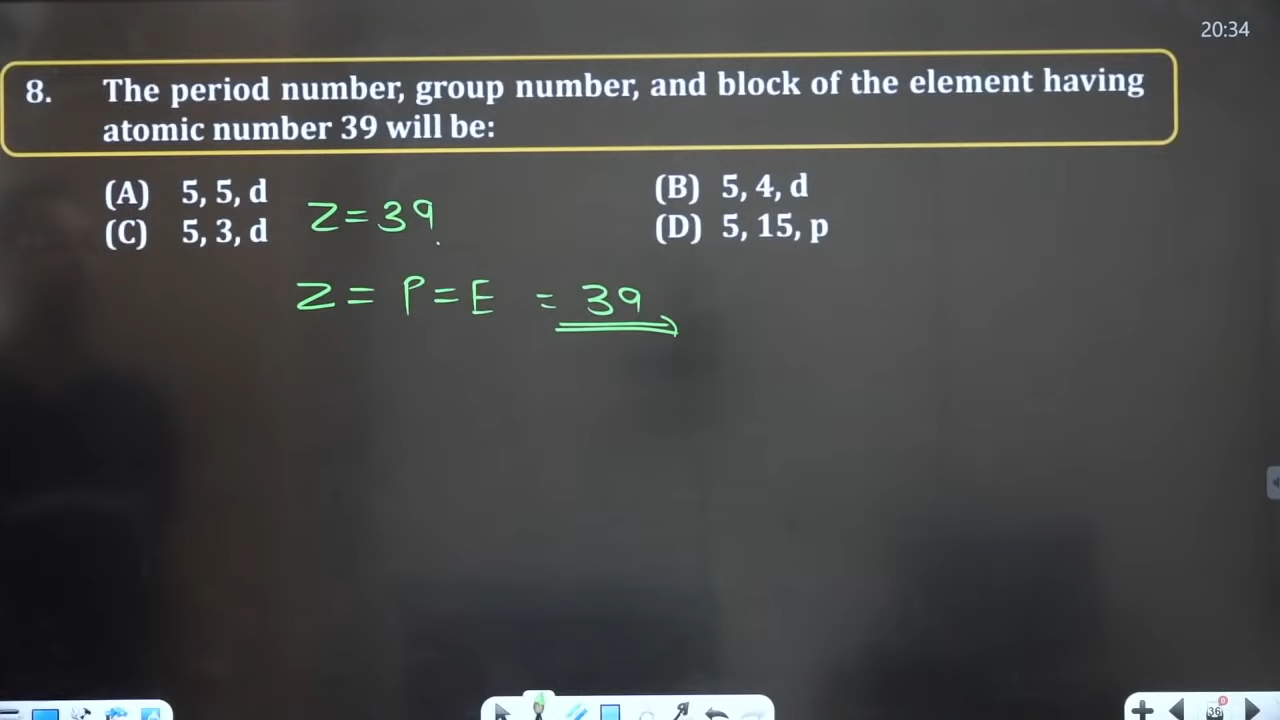 20:34
8. The period number, group number, and block of the element having
atomic number 39 will be:
(A) 5, 5, d (B) 5, 4, d
(C) 5, 3, d (D) 5, 15, p
Z=39
Z = P=E = 39
36